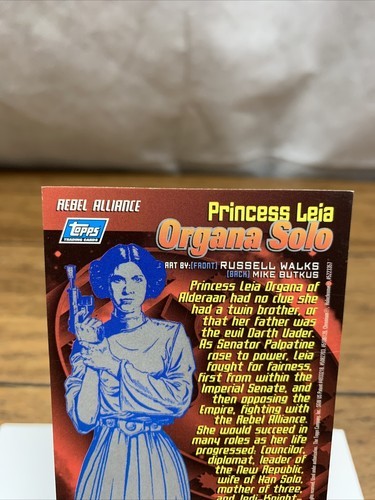 REBEL ALLIANCE
Topps
TRADING CARDS
Princess Leia
Organa Solo
ART BY: [FRONT] RUSSELL WALKS
[BACK] MIKE BUTKUS
Princess Leia Organa of
Alderaan had no clue she
had a twin brother, or
that her father was
the evil Darth Vader.
As Senator Palpatine
rose to power, Leia
fought for fairness,
first from within the
Imperial Senate, and
then opposing the
Empire, fighting with
the Rebel Alliance.
She would succeed in
many roles as her life
progressed: Councilor,
diplomat, leader of
the New Republic,
wife of Han Solo,
mother of three,
and Jedi Knight